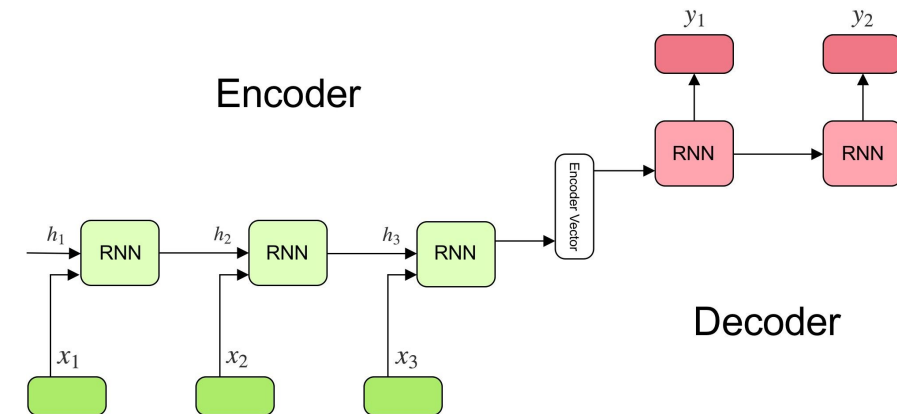 y₁ y₂
Encoder
RNN RNN
Encoder Vector
h₁ RNN h₂ RNN h₃ RNN
Decoder
x₁ x₂ x₃